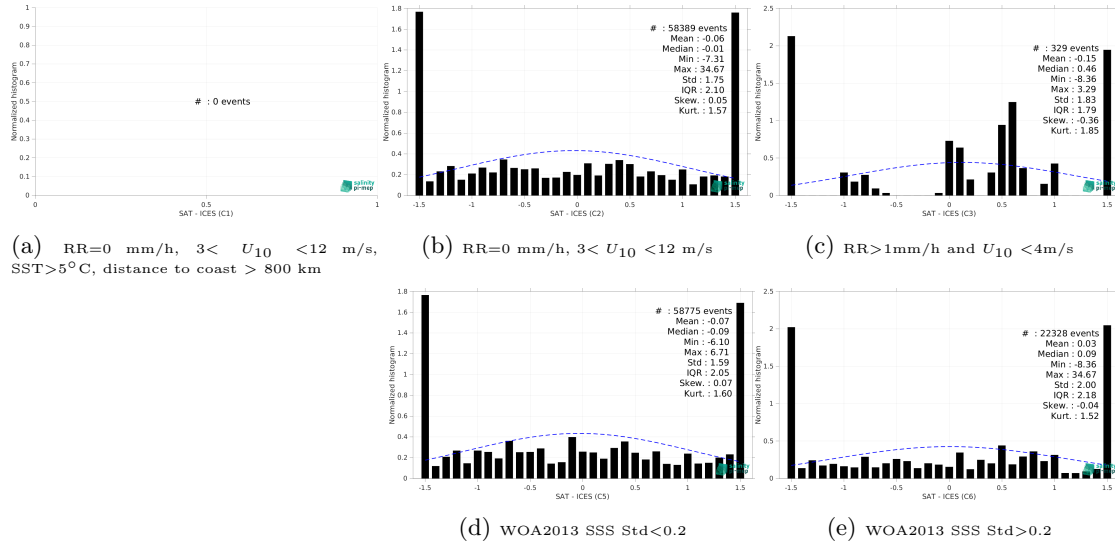 1
0.9
0.8
0.7
0.6
0.5
0.4
0.3
0.2
0.1
0
0
0.5
1
Normalized histogram
# : 0 events
SAT - ICES (C1)
salinity
pi-mep
(a) RR=0 mm/h, 3< U10 <12 m/s,
SST>5°C, distance to coast > 800 km
1.8
1.6
1.4
1.2
1
0.8
0.6
0.4
0.2
0
-1.5
-1
-0.5
0
0.5
1
1.5
Normalized histogram
# : 58389 events
Mean : -0.06
Median : -0.01
Min : -7.31
Max : 34.67
Std : 1.75
IQR : 2.10
Skew. : 0.05
Kurt. : 1.57
SAT - ICES (C2)
salinity
pi-mep
(b) RR=0 mm/h, 3< U10 <12 m/s
2.5
2
1.5
1
0.5
0
-1.5
-1
-0.5
0
0.5
1
1.5
Normalized histogram
# : 329 events
Mean : -0.15
Median : 0.46
Min : -8.36
Max : 3.29
Std : 1.83
IQR : 1.79
Skew. : -0.36
Kurt. : 1.85
SAT - ICES (C3)
salinity
pi-mep
(c) RR>1mm/h and U10 <4m/s
1.8
1.6
1.4
1.2
1
0.8
0.6
0.4
0.2
0
-1.5
-1
-0.5
0
0.5
1
1.5
Normalized histogram
# : 58775 events
Mean : -0.07
Median : -0.09
Min : -6.10
Max : 6.71
Std : 1.59
IQR : 2.05
Skew. : 0.07
Kurt. : 1.60
SAT - ICES (C5)
salinity
pi-mep
(d) WOA2013 SSS Std<0.2
2.5
2
1.5
1
0.5
0
-1.5
-1
-0.5
0
0.5
1
1.5
Normalized histogram
# : 22328 events
Mean : 0.03
Median : 0.09
Min : -8.36
Max : 34.67
Std : 2.00
IQR : 2.18
Skew. : -0.04
Kurt. : 1.52
SAT - ICES (C6)
salinity
pi-mep
(e) WOA2013 SSS Std>0.2